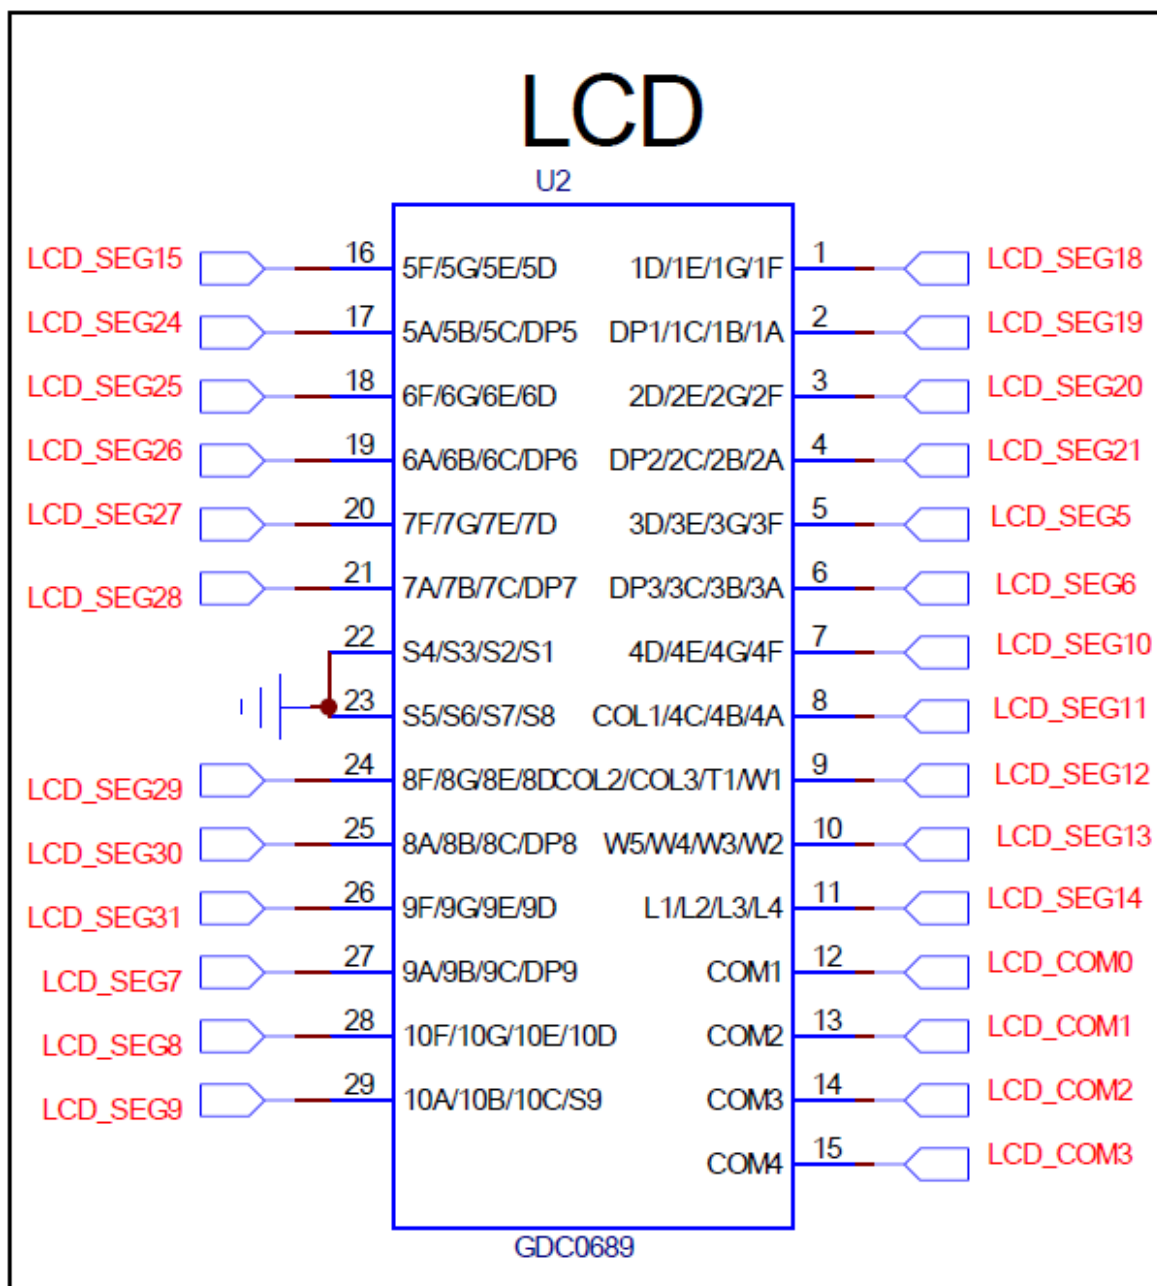 LCD
U2
LCD_SEG15 16 5F/5G/5E/5D 1D/1E/1G/1F 1 LCD_SEG18
LCD_SEG24 17 5A/5B/5C/DP5 DP1/1C/1B/1A 2 LCD_SEG19
LCD_SEG25 18 6F/6G/6E/6D 2D/2E/2G/2F 3 LCD_SEG20
LCD_SEG26 19 6A/6B/6C/DP6 DP2/2C/2B/2A 4 LCD_SEG21
LCD_SEG27 20 7F/7G/7E/7D 3D/3E/3G/3F 5 LCD_SEG5
LCD_SEG28 21 7A/7B/7C/DP7 DP3/3C/3B/3A 6 LCD_SEG6
22 S4/S3/S2/S1 4D/4E/4G/4F 7 LCD_SEG10
23 S5/S6/S7/S8 COL1/4C/4B/4A 8 LCD_SEG11
LCD_SEG29 24 8F/8G/8E/8D COL2/COL3/T1/W1 9 LCD_SEG12
LCD_SEG30 25 8A/8B/8C/DP8 W5/W4/W3/W2 10 LCD_SEG13
LCD_SEG31 26 9F/9G/9E/9D L1/L2/L3/L4 11 LCD_SEG14
LCD_SEG7 27 9A/9B/9C/DP9 COM1 12 LCD_COM0
LCD_SEG8 28 10F/10G/10E/10D COM2 13 LCD_COM1
LCD_SEG9 29 10A/10B/10C/S9 COM3 14 LCD_COM2
COM4 15 LCD_COM3
GDC0689